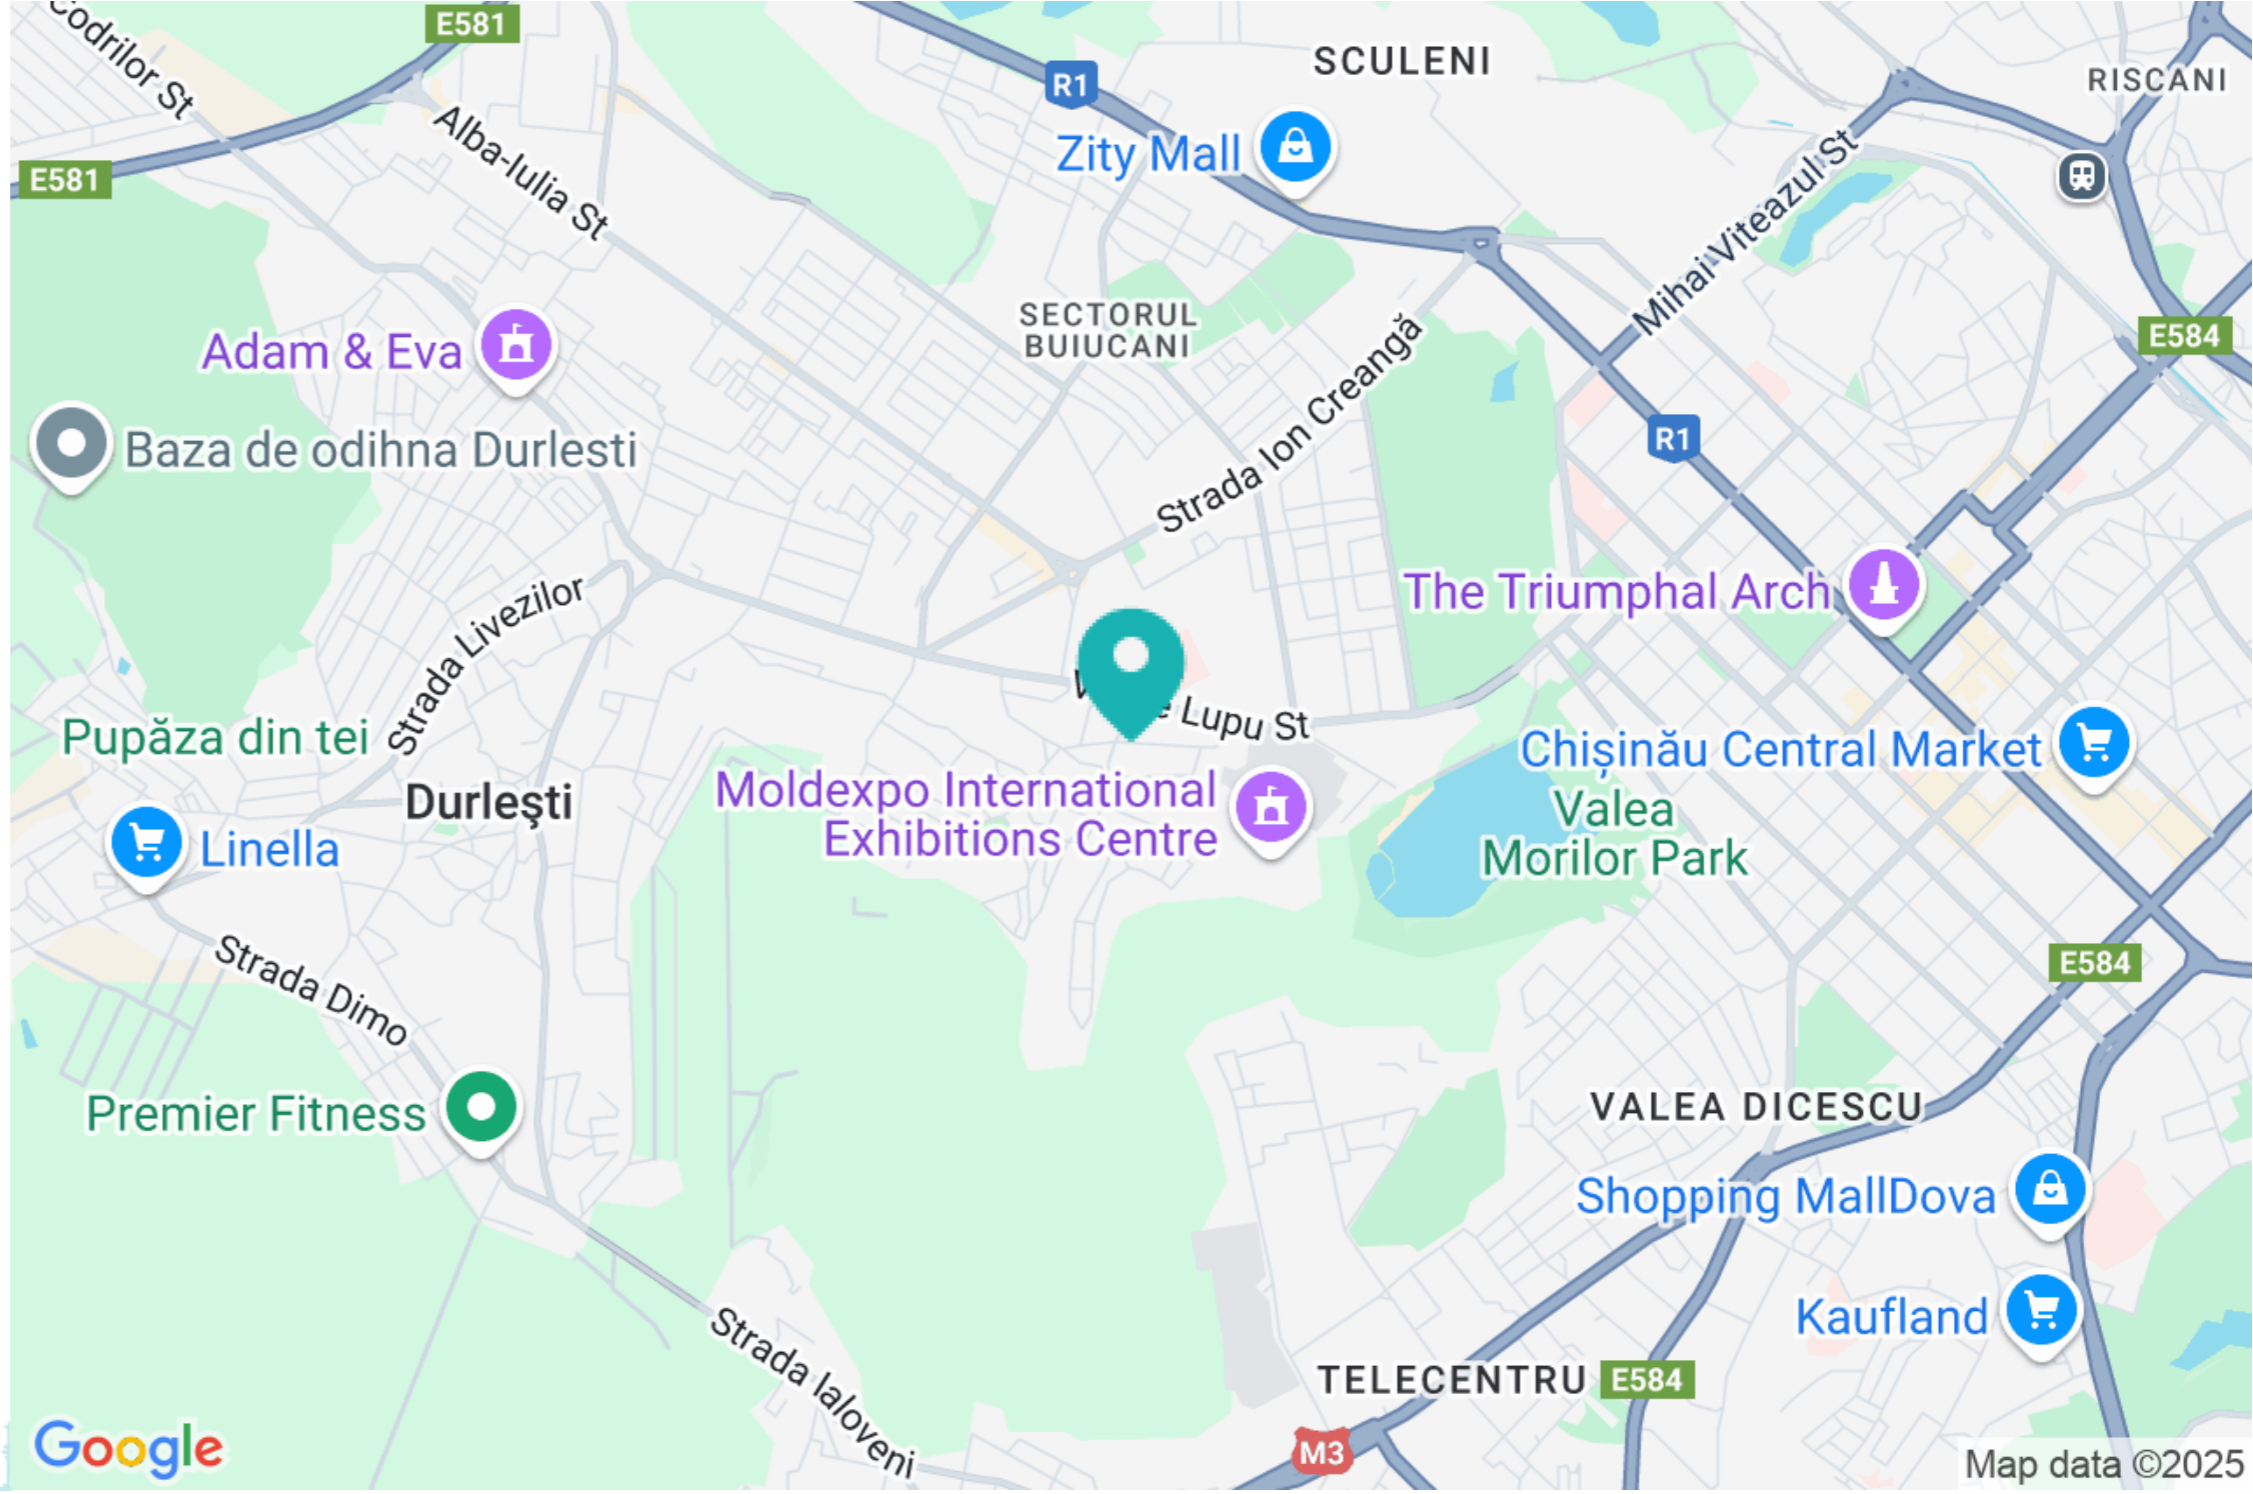 Codrilor St
E581
SCULENI
R1
RISCANI
Zity Mall
Alba-Iulia St
E581
Mihai Viteazul St
SECTORUL
BUIUCANI
E584
Adam & Eva
Strada Ion Creangă
R1
Baza de odihna Durlesti
The Triumphal Arch
Strada Livezilor
Lupu St
Pupăza din tei
Chișinău Central Market
Durleşti
Moldexpo International
Exhibitions Centre
Valea
Morilor Park
Linella
Strada Dimo
E584
Premier Fitness
VALEA DICESCU
Shopping MallDova
Kaufland
Strada Ialoveni
TELECENTRU
E584
M3
Google
Map data ©2025